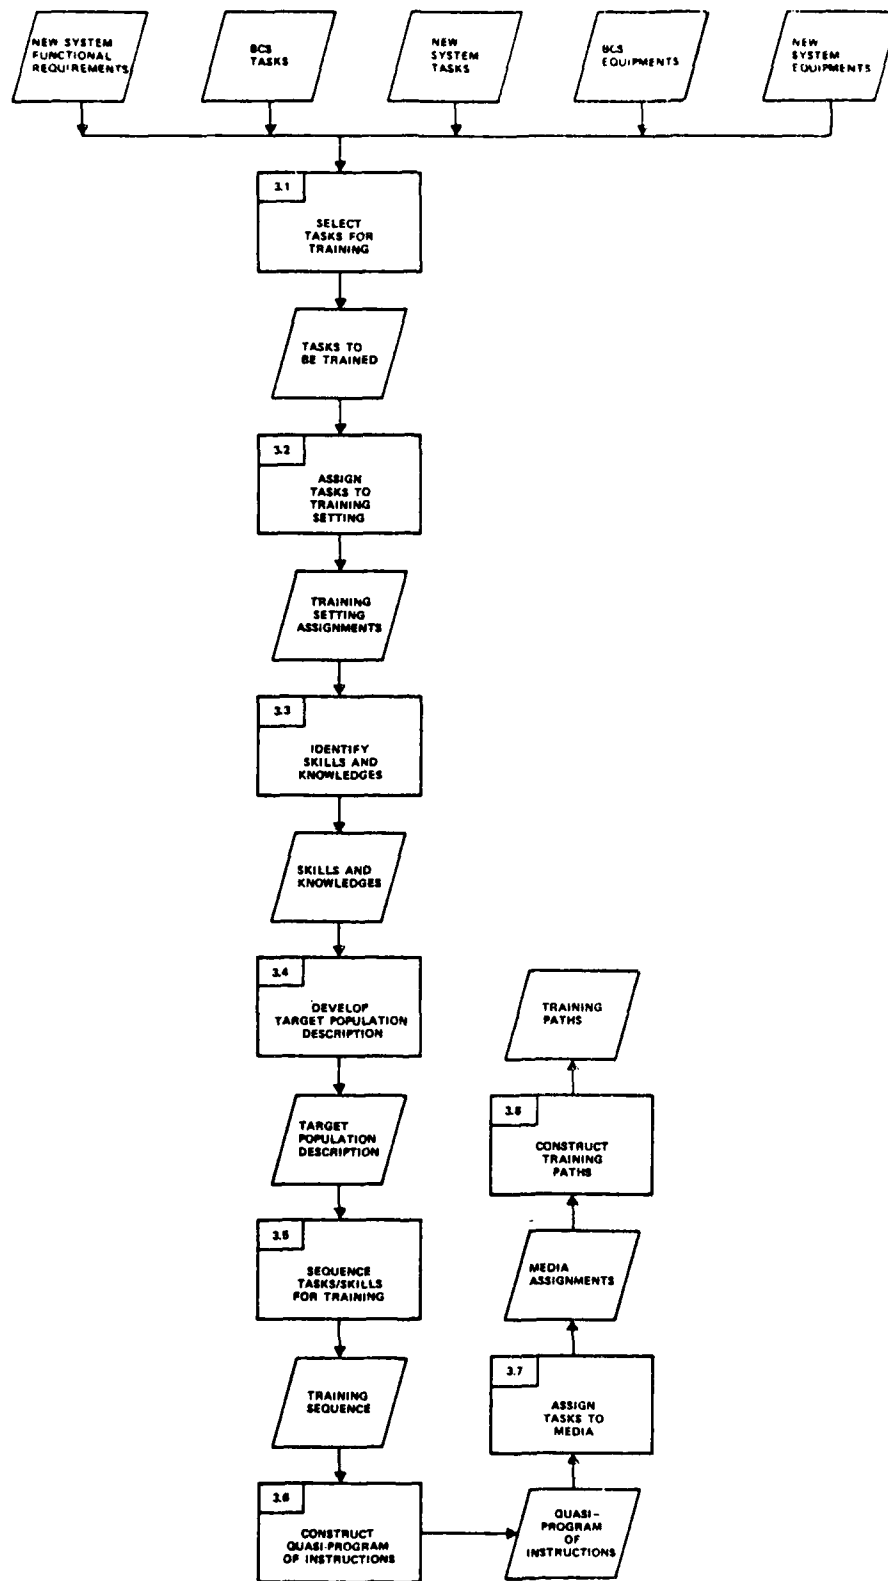 NEW SYSTEM
FUNCTIONAL
REQUIREMENTS
BCS
TASKS
NEW
SYSTEM
TASKS
BCS
EQUIPMENTS
NEW
SYSTEM
EQUIPMENTS
3.1
SELECT
TASKS FOR
TRAINING
TASKS TO
BE TRAINED
3.2
ASSIGN
TASKS TO
TRAINING
SETTING
TRAINING
SETTING
ASSIGNMENTS
3.3
IDENTIFY
SKILLS AND
KNOWLEDGES
SKILLS AND
KNOWLEDGES
3.4
DEVELOP
TARGET POPULATION
DESCRIPTION
TARGET
POPULATION
DESCRIPTION
3.5
SEQUENCE
TASKS/SKILLS
FOR TRAINING
TRAINING
SEQUENCE
3.6
CONSTRUCT
QUASI-PROGRAM
OF INSTRUCTIONS
QUASI-
PROGRAM
OF
INSTRUCTIONS
3.7
ASSIGN
TASKS TO
MEDIA
MEDIA
ASSIGNMENTS
3.8
CONSTRUCT
TRAINING
PATHS
TRAINING
PATHS